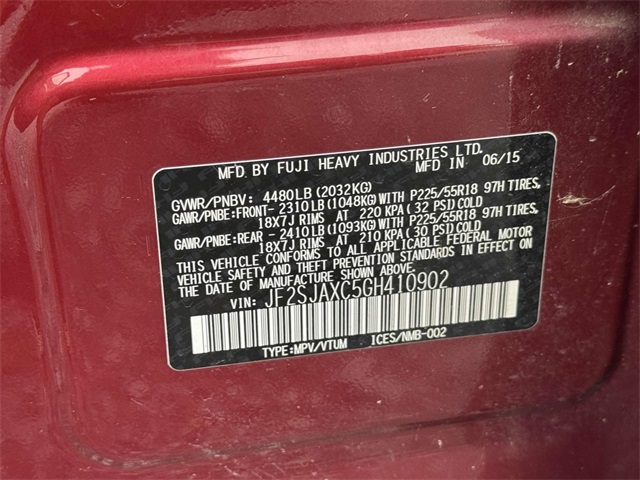 MFD. BY FUJI HEAVY INDUSTRIES LTD.
MFD IN 06/15
GVWR/PNBV: 4480LB(2032KG)
GAWR/PNBE:FRONT- 2310LB(1048KG)WITH P225/55R18 97H TIRES,
18X7J RIMS AT 220 KPA(32 PSI)COLD
GAWR/PNBE:REAR - 2410LB(1093KG)WITH P225/55R18 97H TIRES,
18X7J RIMS AT 210 KPA(30 PSI)COLD
THIS VEHICLE CONFORMS TO ALL APPLICABLE FEDERAL MOTOR
VEHICLE SAFETY AND THEFT PREVENTION STANDARDS IN EFFECT ON
THE DATE OF MANUFACTURE SHOWN ABOVE.
VIN: JF2SJAXC5GH410902
TYPE:MPV/VTUM ICES/NMB-002